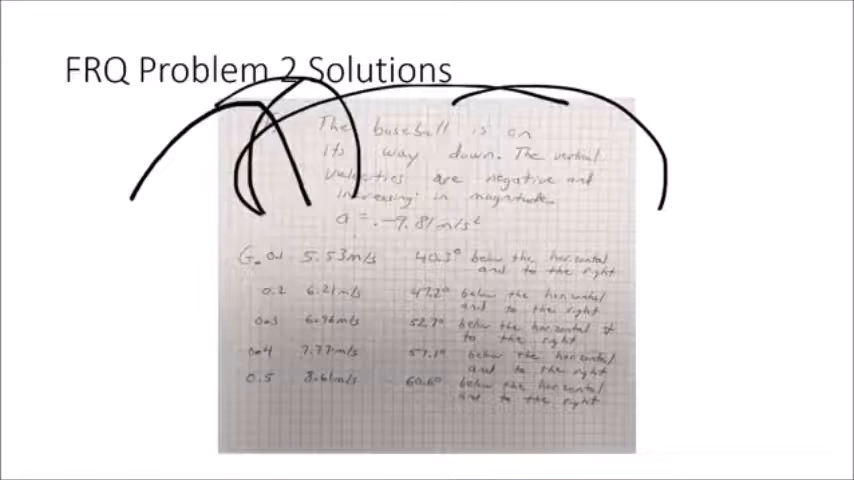 FRQ Problem 2 Solutions
The baseball is on
its way down. The vertical
velocities are negative and
increasing in magnitude.
a = -9.81 m/s²
G. 0.1 5.53 m/s 40.3° below the horizontal
and to the right
0.2 6.21 m/s 47.2° below the horizontal
and to the right
0.3 6.96 m/s 52.7° below the horizontal
to the right
0.4 7.77 m/s 57.1° below the horizontal
and to the right
0.5 8.61 m/s 60.6° below the horizontal
and to the right